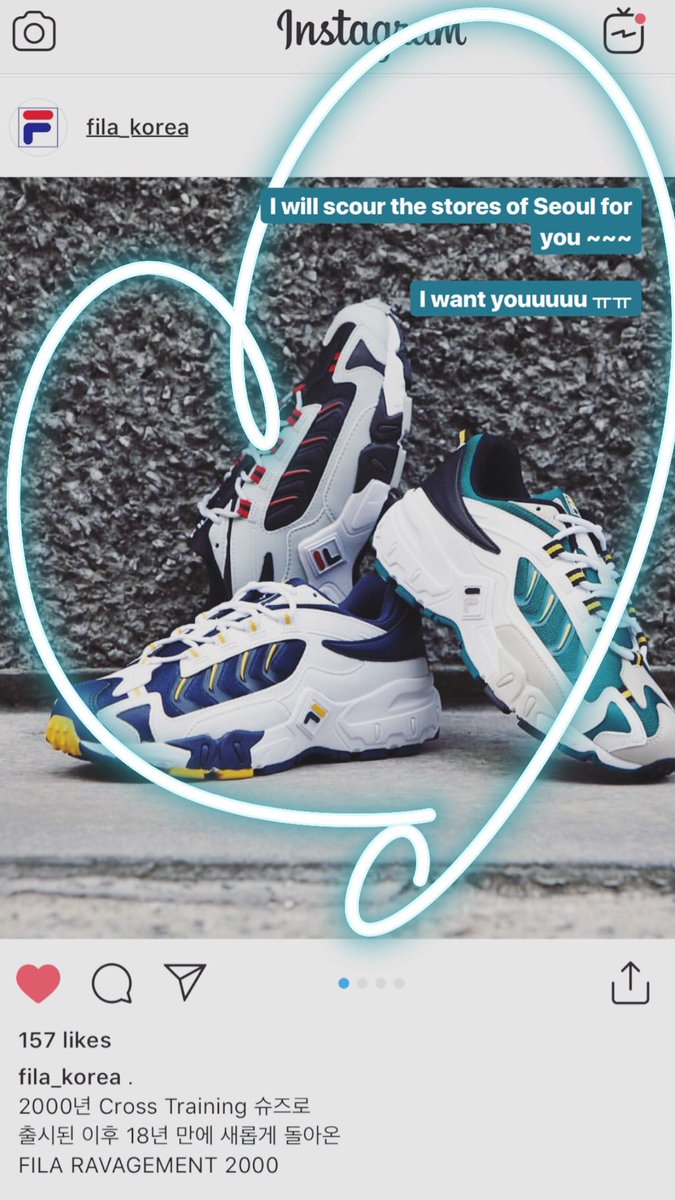 Instagram
fila_korea
I will scour the stores of Seoul for
you ~~~
I want youuuuu ㅠㅠ
157 likes
fila_korea .
2000년 Cross Training 슈즈로
출시된 이후 18년 만에 새롭게 돌아온
FILA RAVAGEMENT 2000